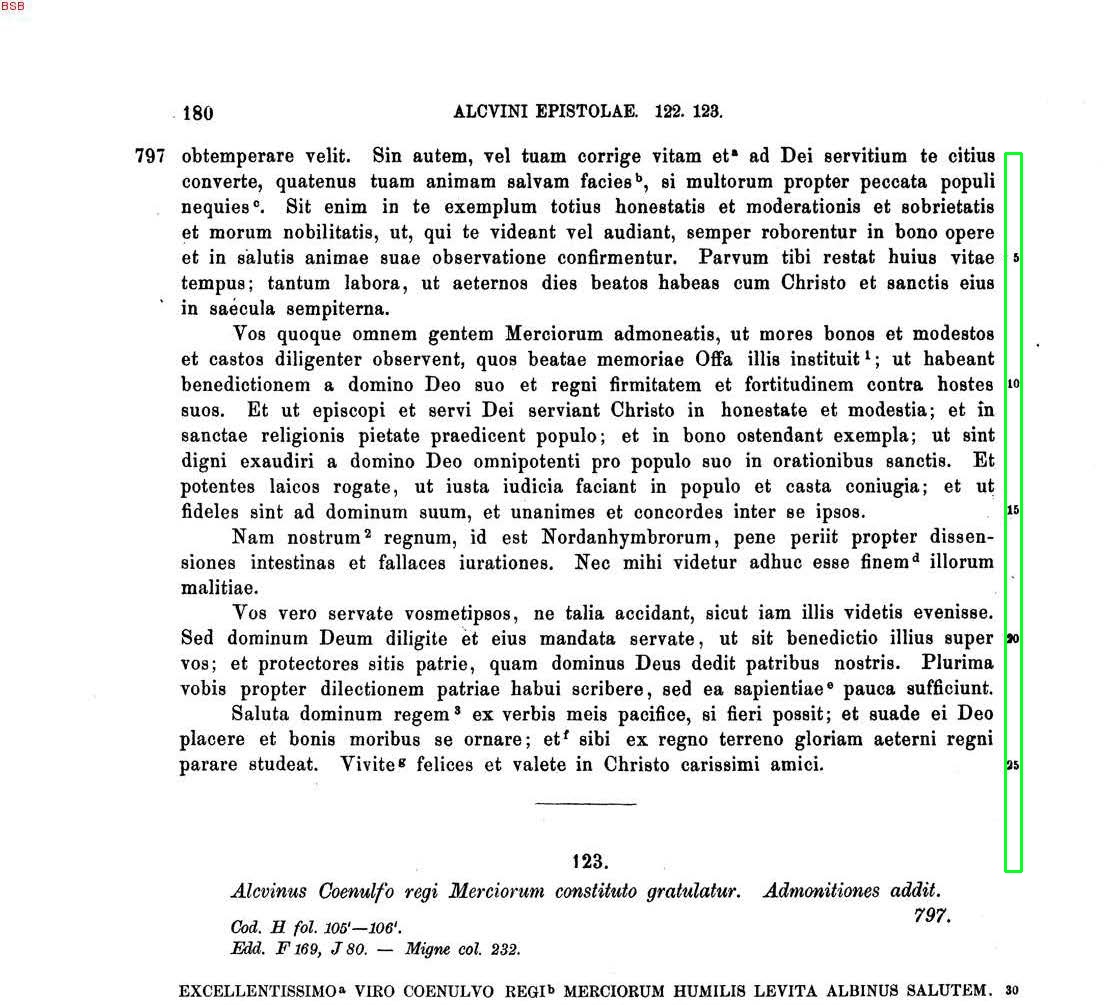 BSB
180 ALCVINI EPISTOLAE. 122. 123.
797 obtemperare velit. Sin autem, vel tuam corrige vitam etᵃ ad Dei servitium te citius
converte, quatenus tuam animam salvam faciesᵇ, si multorum propter peccata populi
nequiesᶜ. Sit enim in te exemplum totius honestatis et moderationis et sobrietatis
et morum nobilitatis, ut, qui te videant vel audiant, semper roborentur in bono opere
et in salutis animae suae observatione confirmentur. Parvum tibi restat huius vitae 5
tempus; tantum labora, ut aeternos dies beatos habeas cum Christo et sanctis eius
in saecula sempiterna.
Vos quoque omnem gentem Merciorum admoneatis, ut mores bonos et modestos
et castos diligenter observent, quos beatae memoriae Offa illis instituit¹; ut habeant
benedictionem a domino Deo suo et regni firmitatem et fortitudinem contra hostes 10
suos. Et ut episcopi et servi Dei serviant Christo in honestate et modestia; et in
sanctae religionis pietate praedicent populo; et in bono ostendant exempla; ut sint
digni exaudiri a domino Deo omnipotenti pro populo suo in orationibus sanctis. Et
potentes laicos rogate, ut iusta iudicia faciant in populo et casta coniugia; et ut
fideles sint ad dominum suum, et unanimes et concordes inter se ipsos. 15
Nam nostrum² regnum, id est Nordanhymbrorum, pene periit propter dissen-
siones intestinas et fallaces iurationes. Nec mihi videtur adhuc esse finemᵈ illorum
malitiae.
Vos vero servate vosmetipsos, ne talia accidant, sicut iam illis videtis evenisse.
Sed dominum Deum diligite et eius mandata servate, ut sit benedictio illius super 20
vos; et protectores sitis patrie, quam dominus Deus dedit patribus nostris. Plurima
vobis propter dilectionem patriae habui scribere, sed ea sapientiaeᵉ pauca sufficiunt.
Saluta dominum regem³ ex verbis meis pacifice, si fieri possit; et suade ei Deo
placere et bonis moribus se ornare; etᶠ sibi ex regno terreno gloriam aeterni regni
parare studeat. Viviteᵍ felices et valete in Christo carissimi amici. 25
123.
Alcvinus Coenulfo regi Merciorum constituto gratulatur. Admonitiones addit.
797.
Cod. H fol. 105'—106'.
Edd. F 169, J 80. — Migne col. 232.
EXCELLENTISSIMOᵃ VIRO COENULVO REGIᵇ MERCIORUM HUMILIS LEVITA ALBINUS SALUTEM. 30